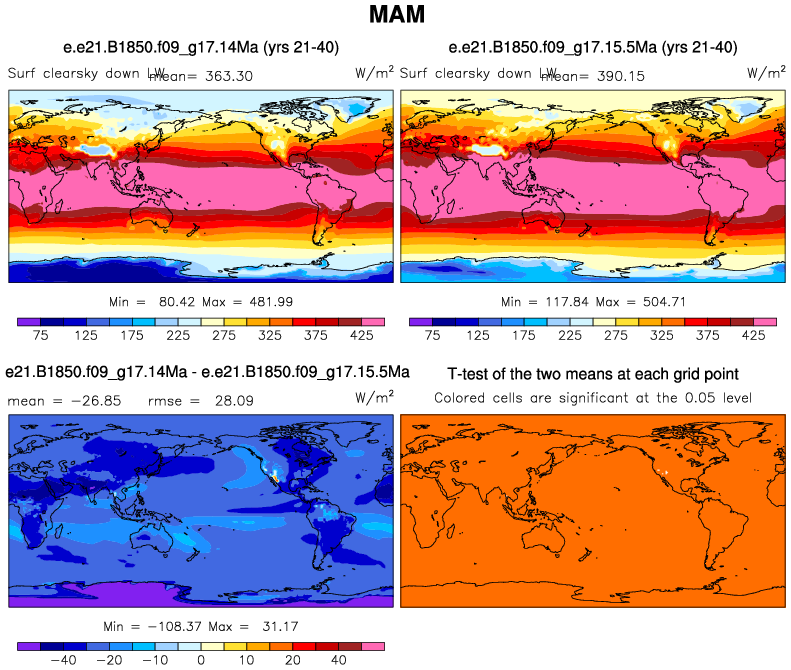 MAM
e.e21.B1850.f09_g17.14Ma (yrs 21-40)
Surf clearsky down LW mean= 363.30 W/m²
Min = 80.42 Max = 481.99
75 125 175 225 275 325 375 425
e.e21.B1850.f09_g17.15.5Ma (yrs 21-40)
Surf clearsky down LW mean= 390.15 W/m²
Min = 117.84 Max = 504.71
75 125 175 225 275 325 375 425
e21.B1850.f09_g17.14Ma - e.e21.B1850.f09_g17.15.5Ma
mean = -26.85 rmse = 28.09 W/m²
Min = -108.37 Max = 31.17
-40 -20 -10 0 10 20 40
T-test of the two means at each grid point
Colored cells are significant at the 0.05 level